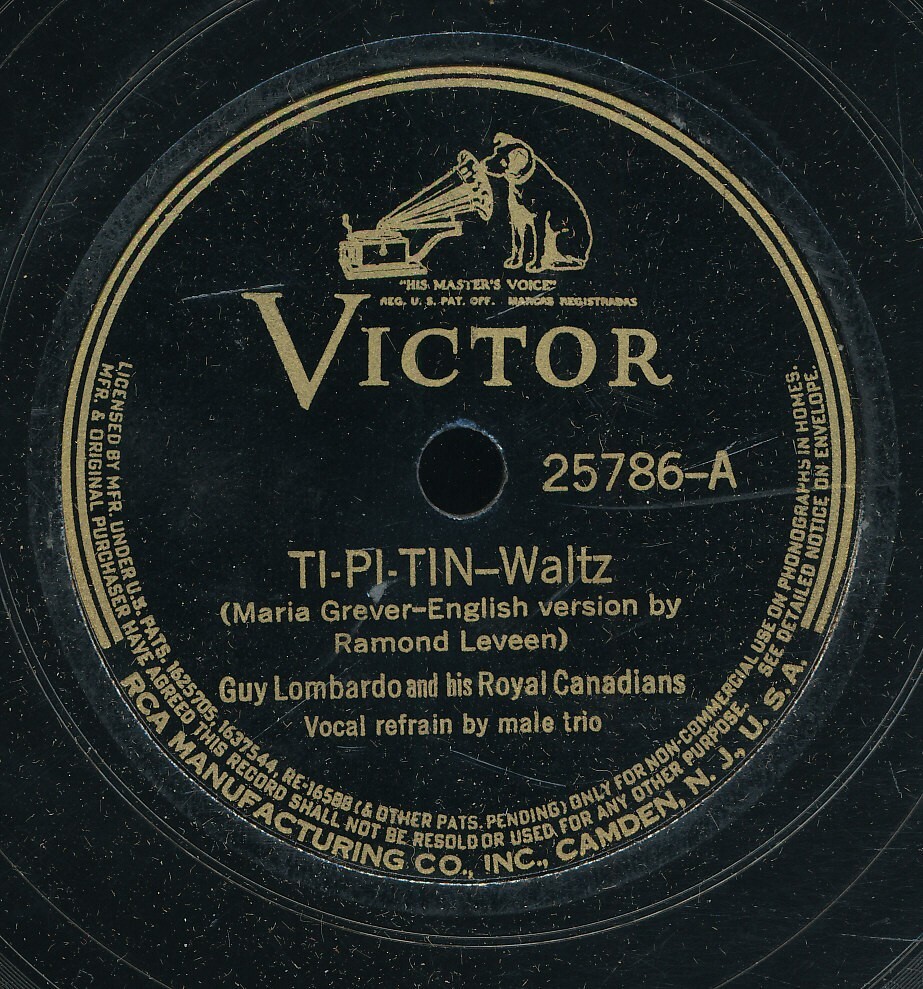 "HIS MASTER'S VOICE"
REG. U. S. PAT. OFF. MARCAS REGISTRADAS
VICTOR
25786-A
TI-PI-TIN–Waltz
(Maria Grever–English version by
Ramond Leveen)
Guy Lombardo and his Royal Canadians
Vocal refrain by male trio
LICENSED BY MFR. UNDER U.S. PATS. 1625705, 1637544, RE-16588 (& OTHER PATS. PENDING) ONLY FOR NON-COMMERCIAL USE ON PHONOGRAPHS IN HOMES.
MFR. & ORIGINAL PURCHASER HAVE AGREED THIS RECORD SHALL NOT BE RESOLD OR USED FOR ANY OTHER PURPOSE. SEE DETAILED NOTICE ON ENVELOPE.
RCA MANUFACTURING CO., INC., CAMDEN, N. J., U. S. A.